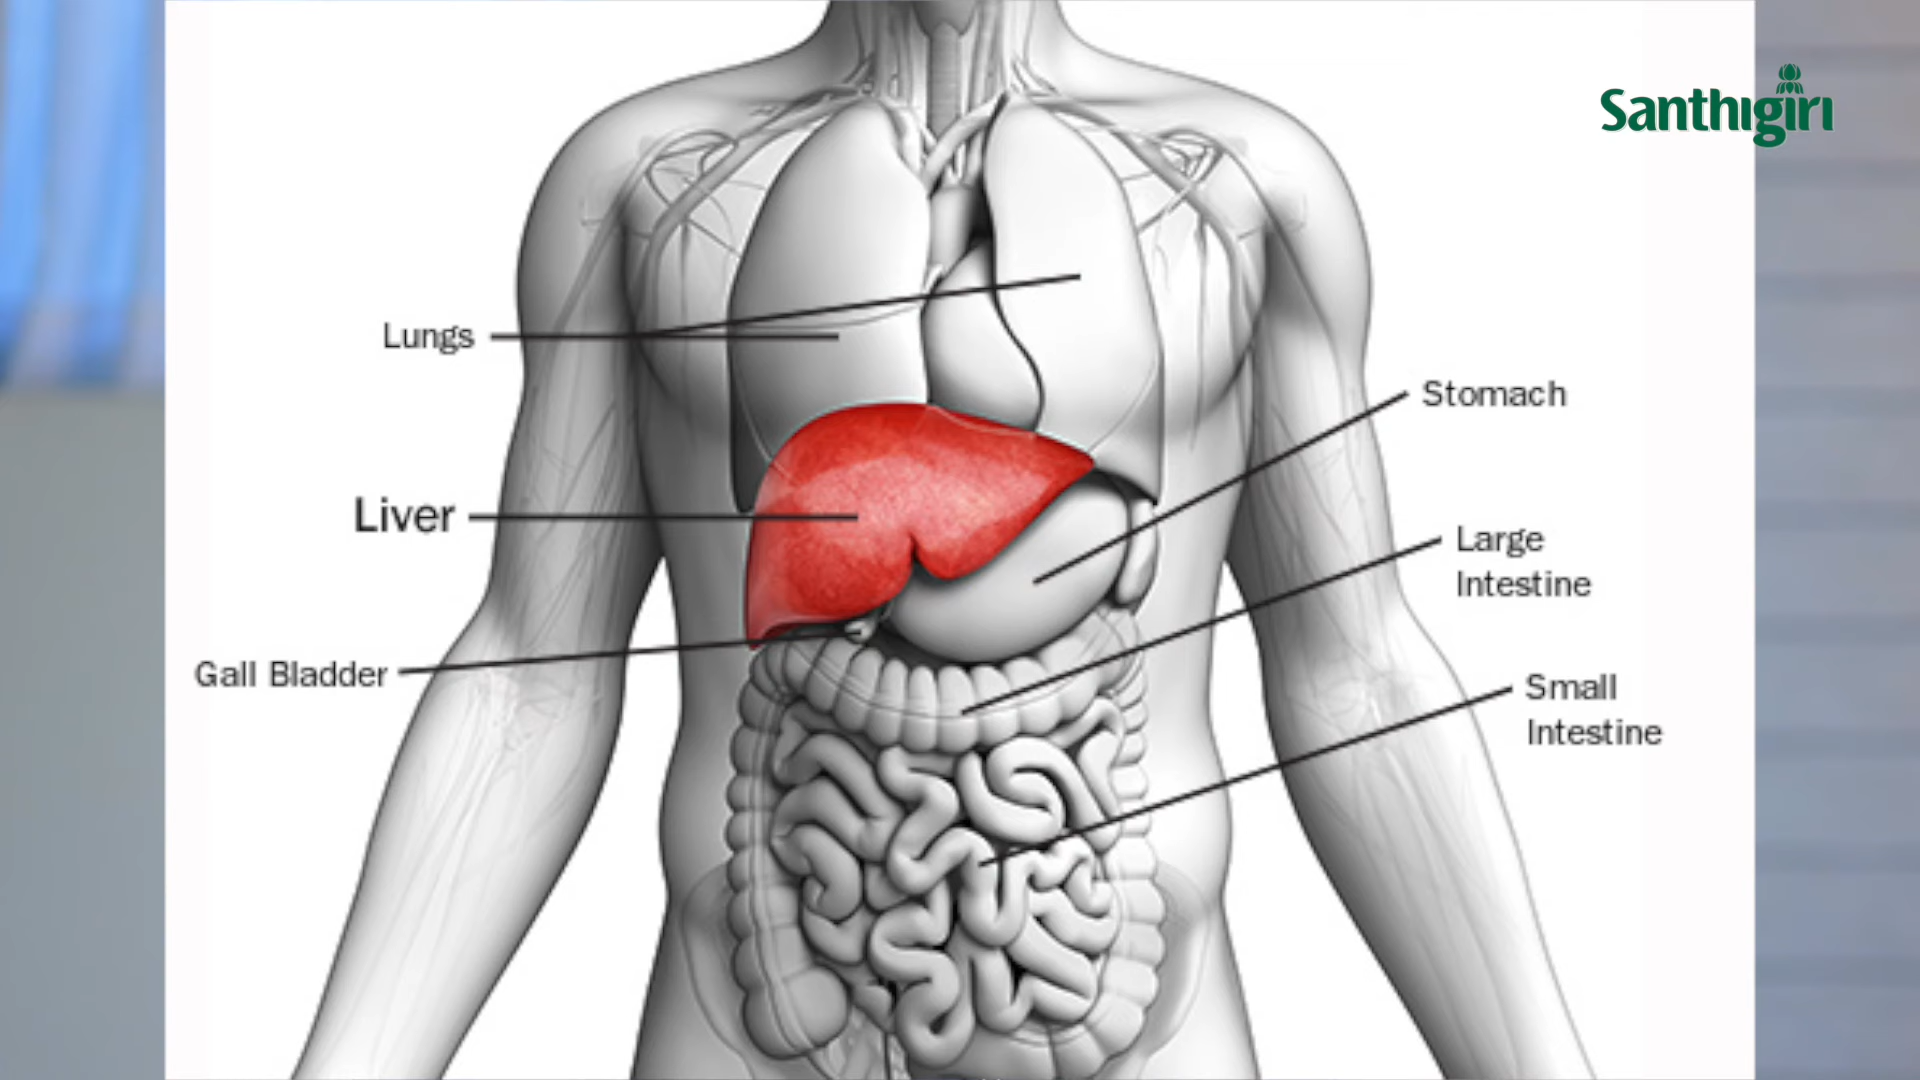 Santhigiri
Lungs
Stomach
Liver
Large
Intestine
Gall Bladder
Small
Intestine